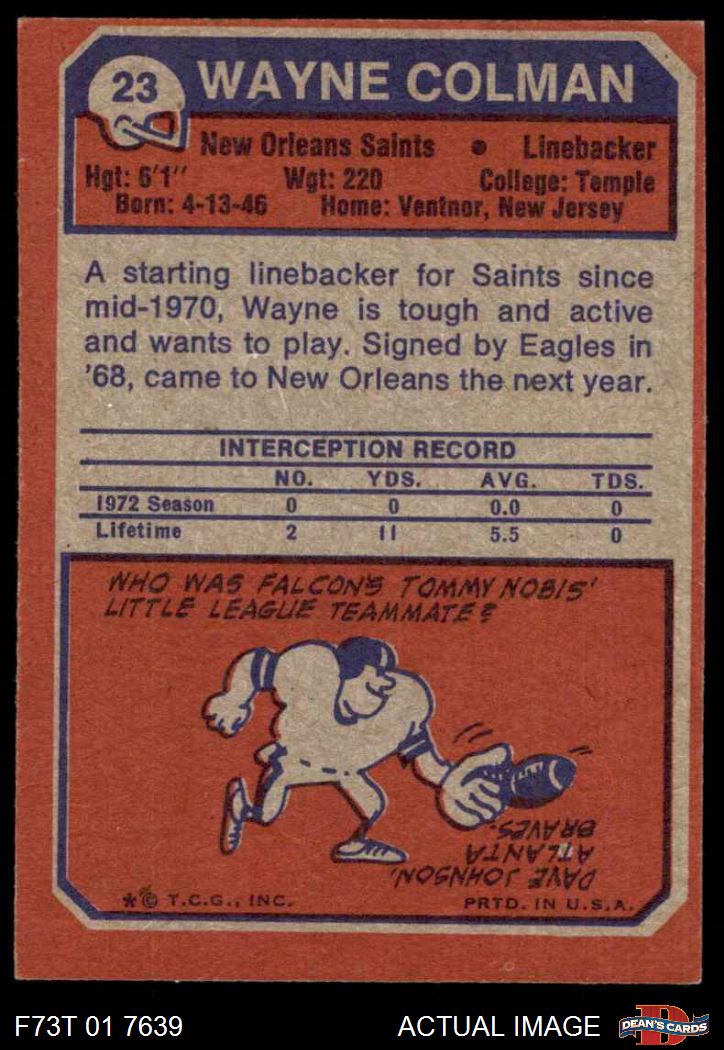 23
WAYNE COLMAN
New Orleans Saints • Linebacker
Hgt: 6'1" Wgt: 220 College: Temple
Born: 4-13-46 Home: Ventnor, New Jersey
A starting linebacker for Saints since
mid-1970, Wayne is tough and active
and wants to play. Signed by Eagles in
'68, came to New Orleans the next year.
INTERCEPTION RECORD
NO. YDS. AVG. TDS.
1972 Season 0 0 0.0 0
Lifetime 2 11 5.5 0
WHO WAS FALCON'S TOMMY NOBIS'
LITTLE LEAGUE TEAMMATE?
DAVE JOHNSON,
ATLANTA
BRAVES.
*© T.C.G., INC. PRTD. IN U.S.A.
F73T 01 7639 ACTUAL IMAGE
D
DEAN'S CARDS